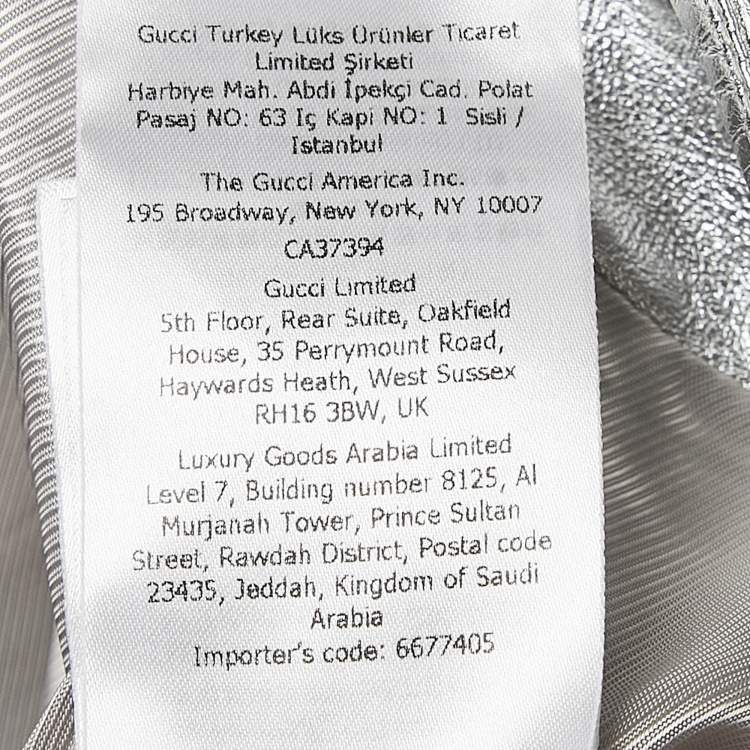 Gucci Turkey Lüks Ürünler Ticaret
Limited Şirketi
Harbiye Mah. Abdi İpekçi Cad. Polat
Pasaj NO: 63 Iç Kapi NO: 1 Sisli /
Istanbul
The Gucci America Inc.
195 Broadway, New York, NY 10007
CA37394
Gucci Limited
5th Floor, Rear Suite, Oakfield
House, 35 Perrymount Road,
Haywards Heath, West Sussex
RH16 3BW, UK
Luxury Goods Arabia Limited
Level 7, Building number 8125, Al
Murjanah Tower, Prince Sultan
Street, Rawdah District, Postal code
23435, Jeddah, Kingdom of Saudi
Arabia
Importer's code: 6677405